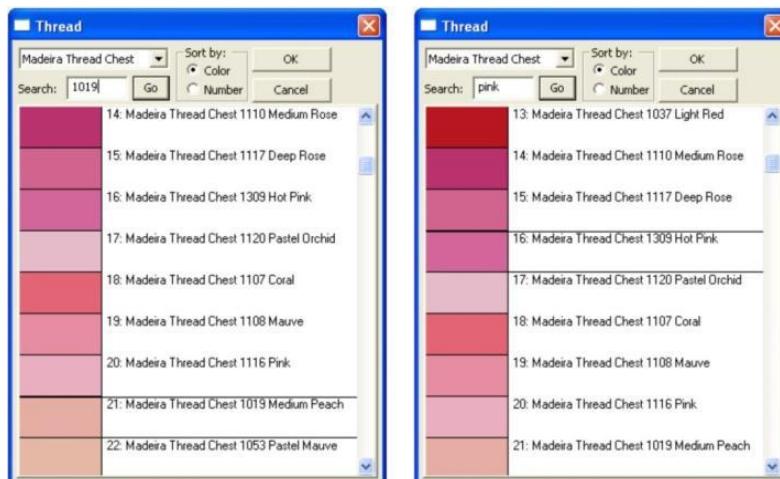 Thread
Madeira Thread Chest
Sort by:
Color
Number
OK
Search:
1019
Go
Cancel
14: Madeira Thread Chest 1110 Medium Rose
15: Madeira Thread Chest 1117 Deep Rose
16: Madeira Thread Chest 1309 Hot Pink
17: Madeira Thread Chest 1120 Pastel Orchid
18: Madeira Thread Chest 1107 Coral
19: Madeira Thread Chest 1108 Mauve
20: Madeira Thread Chest 1116 Pink
21: Madeira Thread Chest 1019 Medium Peach
22: Madeira Thread Chest 1053 Pastel Mauve
Thread
Madeira Thread Chest
Sort by:
Color
Number
OK
Search:
pink
Go
Cancel
13: Madeira Thread Chest 1037 Light Red
14: Madeira Thread Chest 1110 Medium Rose
15: Madeira Thread Chest 1117 Deep Rose
16: Madeira Thread Chest 1309 Hot Pink
17: Madeira Thread Chest 1120 Pastel Orchid
18: Madeira Thread Chest 1107 Coral
19: Madeira Thread Chest 1108 Mauve
20: Madeira Thread Chest 1116 Pink
21: Madeira Thread Chest 1019 Medium Peach